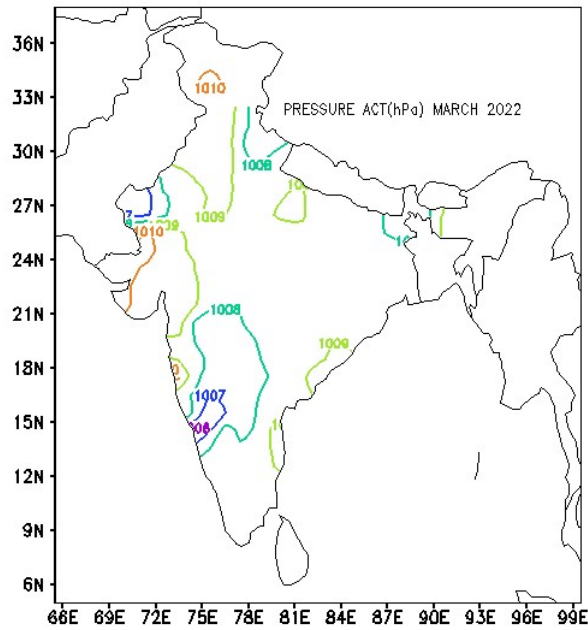 36N
1010
33N
PRESSURE ACT(hPa) MARCH 2022
30N
1008
27N
1009
1010
24N
21N
1008
1009
18N
1007
15N
12N
9N
6N
66E 69E 72E 75E 78E 81E 84E 87E 90E 93E 96E 99E